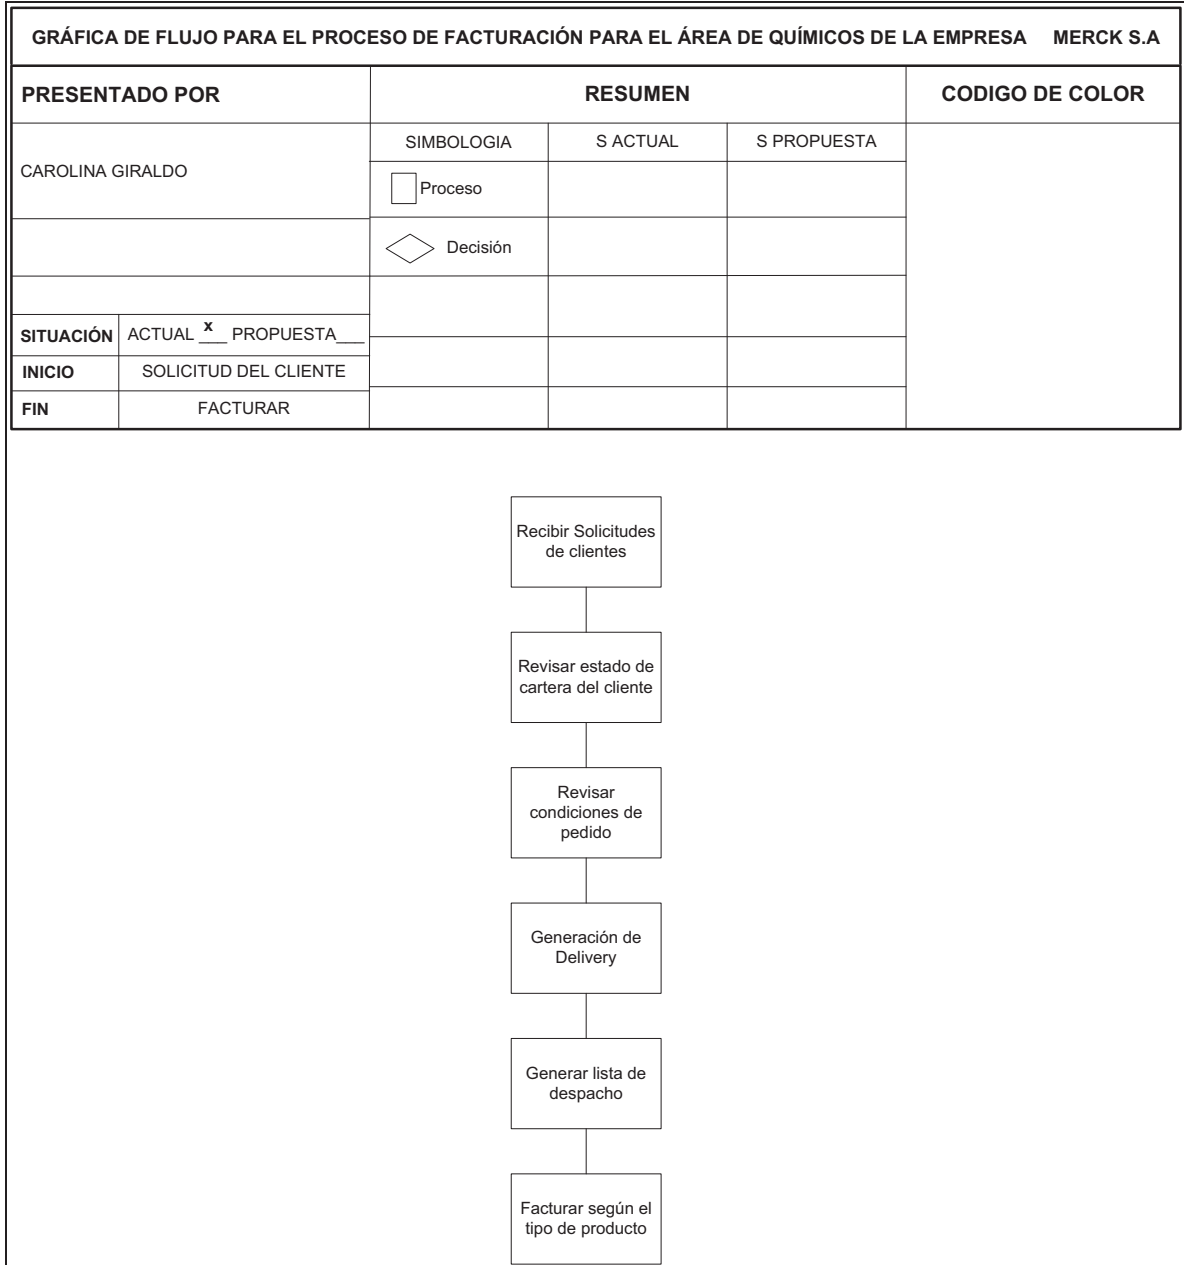 GRÁFICA DE FLUJO PARA EL PROCESO DE FACTURACIÓN PARA EL ÁREA DE QUÍMICOS DE LA EMPRESA MERCK S.A
PRESENTADO POR
RESUMEN
CODIGO DE COLOR
CAROLINA GIRALDO
SIMBOLOGIA
S ACTUAL
S PROPUESTA
Proceso
Decisión
SITUACIÓN
ACTUAL _x_ PROPUESTA___
INICIO
SOLICITUD DEL CLIENTE
FIN
FACTURAR
Recibir Solicitudes
de clientes
Revisar estado de
cartera del cliente
Revisar
condiciones de
pedido
Generación de
Delivery
Generar lista de
despacho
Facturar según el
tipo de producto